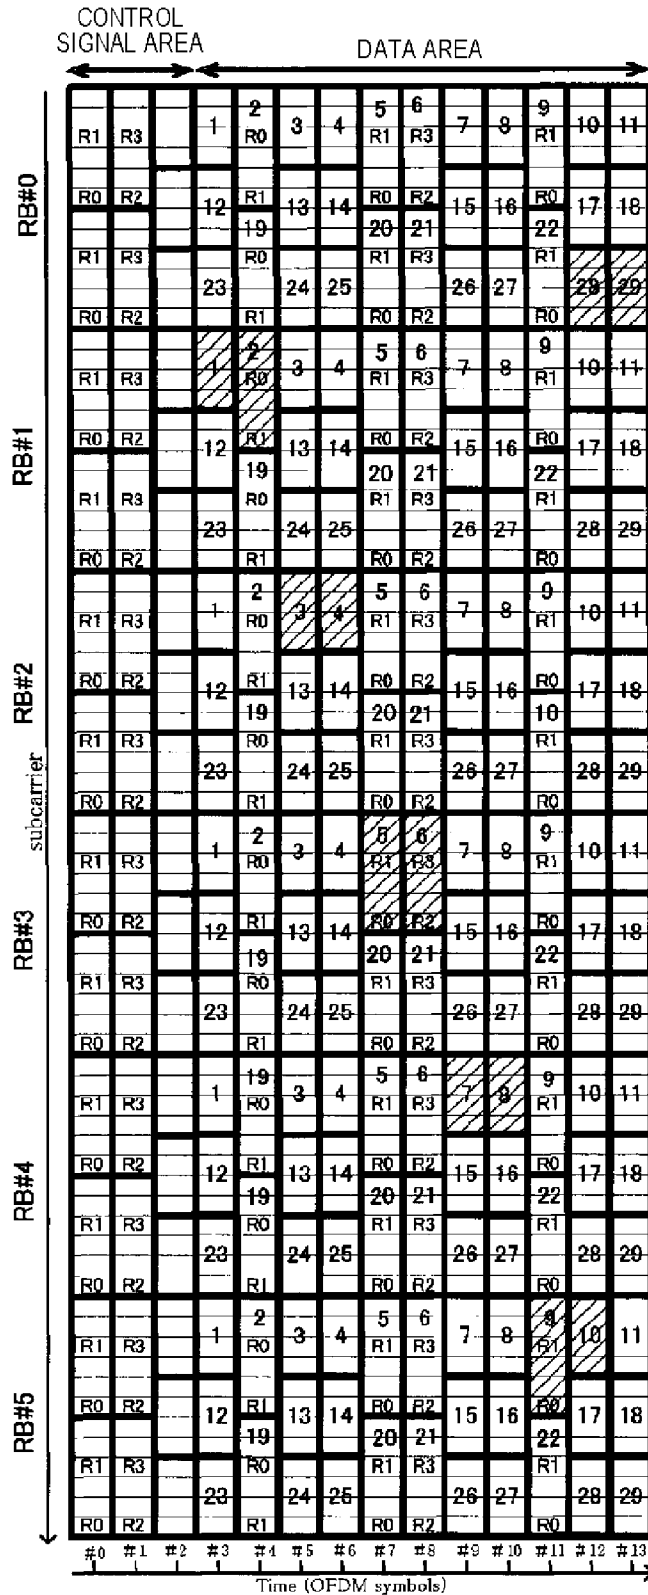 CONTROL
SIGNAL AREA DATA AREA
2 5 6 9
1 3 4 7 8 10 11
R1 R3 R0 R1 R3 R1
R0 R2 R1 R0 R2 R0
RB#0 12 13 14 15 16 17 18
19 20 21 22
R1 R3 R0 R1 R3 R1
23 24 25 26 27 28 29
R0 R2 R1 R0 R2 R0
2 5 6 9
1 3 4 7 8 10 11
R1 R3 R0 R1 R3 R1
R0 R2 R1 R0 R2 R0
RB#1 12 13 14 15 16 17 18
19 20 21 22
R1 R3 R0 R1 R3 R1
23 24 25 26 27 28 29
R0 R2 R1 R0 R2 R0
2 5 6 9
1 3 4 7 8 10 11
R1 R3 R0 R1 R3 R1
R0 R2 R1 R0 R2 R0
RB#2 12 13 14 15 16 17 18
19 20 21 10
R1 R3 R0 R1 R3 R1
23 24 25 26 27 28 29
R0 R2 R1 R0 R2 R0
subcarrier
2 5 6 9
1 3 4 7 8 10 11
R1 R3 R0 R1 R3 R1
R0 R2 R1 R0 R2 R0
RB#3 12 13 14 15 16 17 18
19 20 21 22
R1 R3 R0 R1 R3 R1
23 24 25 26 27 28 29
R0 R2 R1 R0 R2 R0
19 5 6 9
1 3 4 7 8 10 11
R1 R3 R0 R1 R3 R1
R0 R2 R1 R0 R2 R0
RB#4 12 13 14 15 16 17 18
19 20 21 22
R1 R3 R0 R1 R3 R1
23 24 25 26 27 28 29
R0 R2 R1 R0 R2 R0
2 5 6 9
1 3 4 7 8 10 11
R1 R3 R0 R1 R3 R1
R0 R2 R1 R0 R2 R0
RB#5 12 13 14 15 16 17 18
19 20 21 22
R1 R3 R0 R1 R3 R1
23 24 25 26 27 28 29
R0 R2 R1 R0 R2 R0
#0 #1 #2 #3 #4 #5 #6 #7 #8 #9 #10 #11 #12 #13
Time (OFDM symbols)